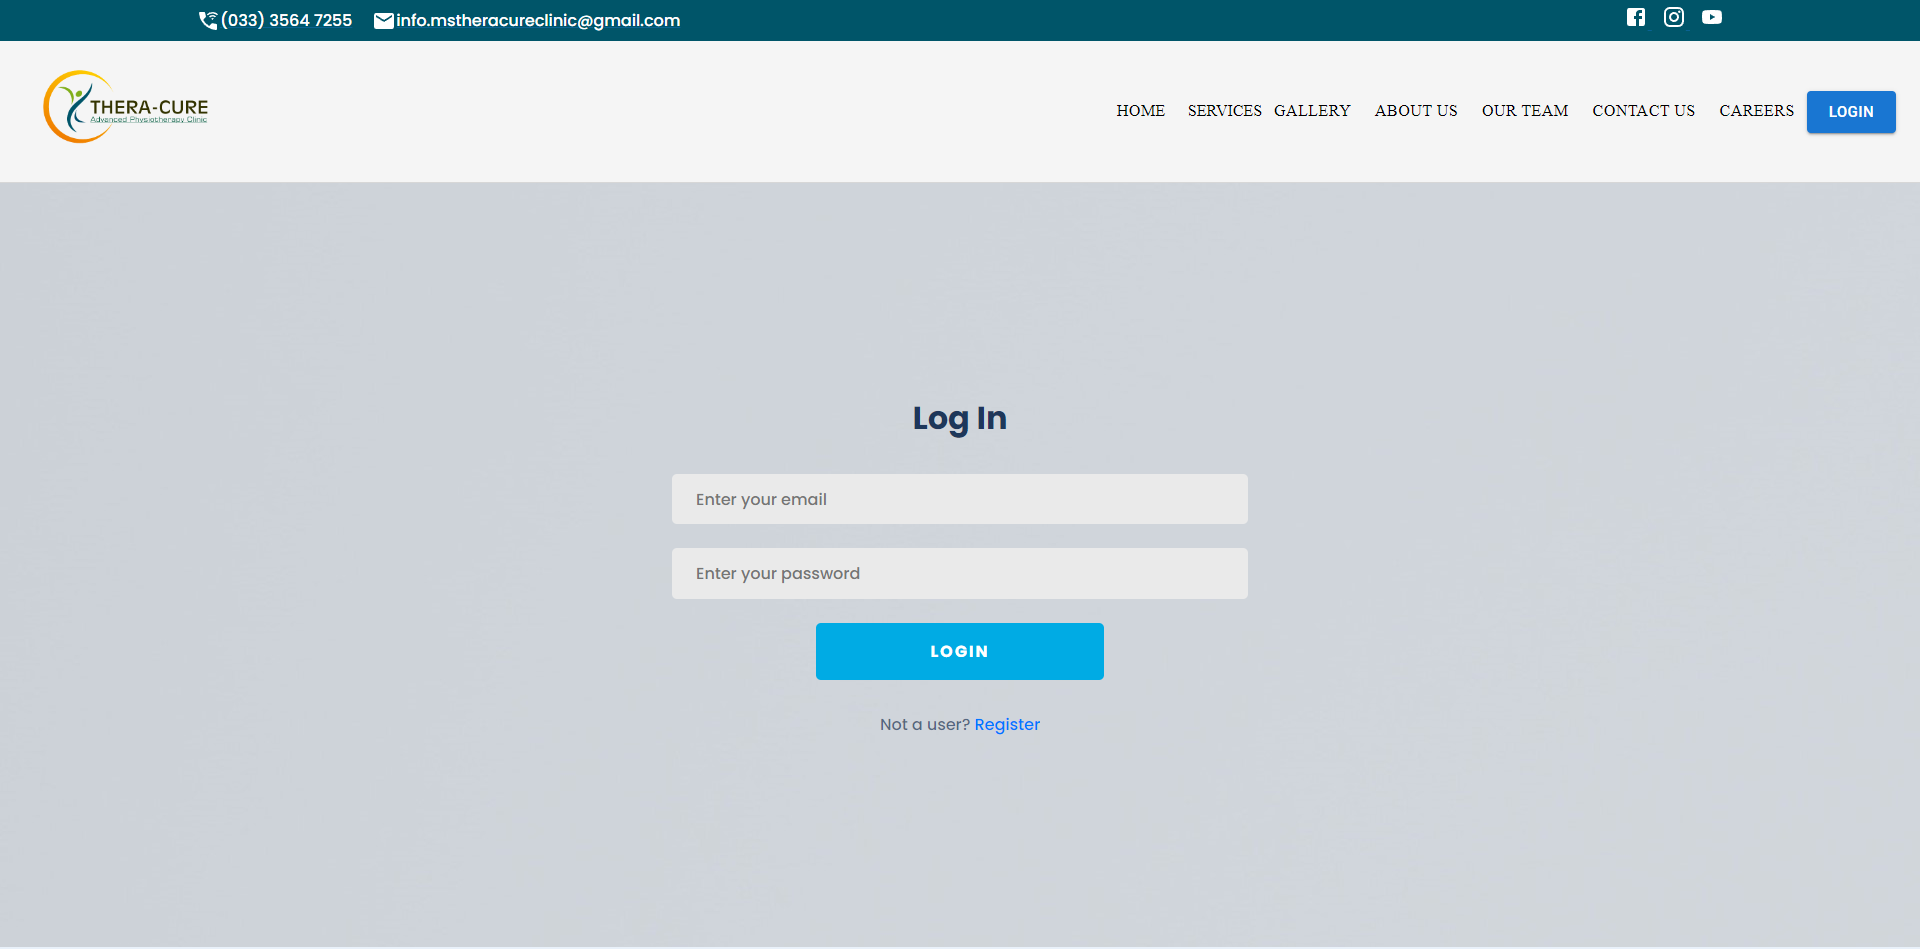 (033) 3564 7255 info.mstheracureclinic@gmail.com
THERA-CURE
Advanced Physiotherapy Clinic
HOME SERVICES GALLERY ABOUT US OUR TEAM CONTACT US CAREERS LOGIN
Log In
Enter your email
Enter your password
LOGIN
Not a user? Register